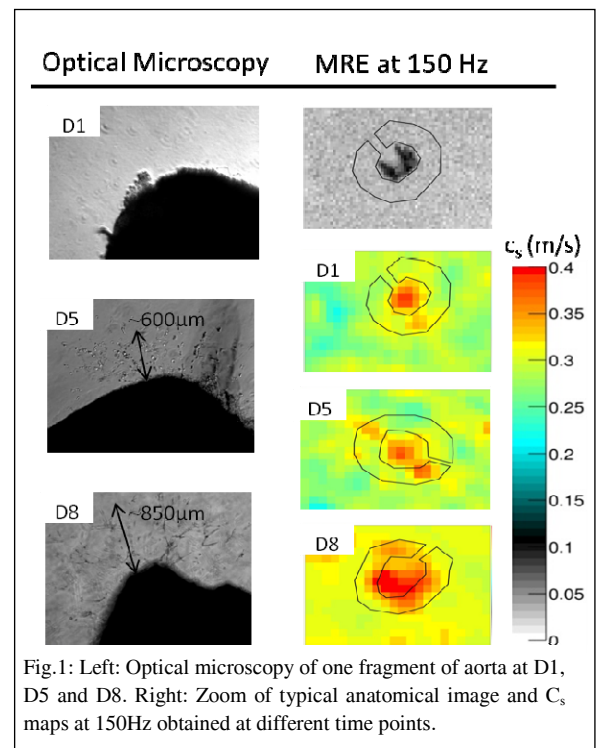 Optical Microscopy MRE at 150 Hz
D1
D5
~600μm
D8
~850μm
c_s (m/s)
D1
D5
D8
0.4
0.35
0.3
0.25
0.2
0.15
0.1
0.05
0
Fig.1: Left: Optical microscopy of one fragment of aorta at D1,
D5 and D8. Right: Zoom of typical anatomical image and C_s
maps at 150Hz obtained at different time points.